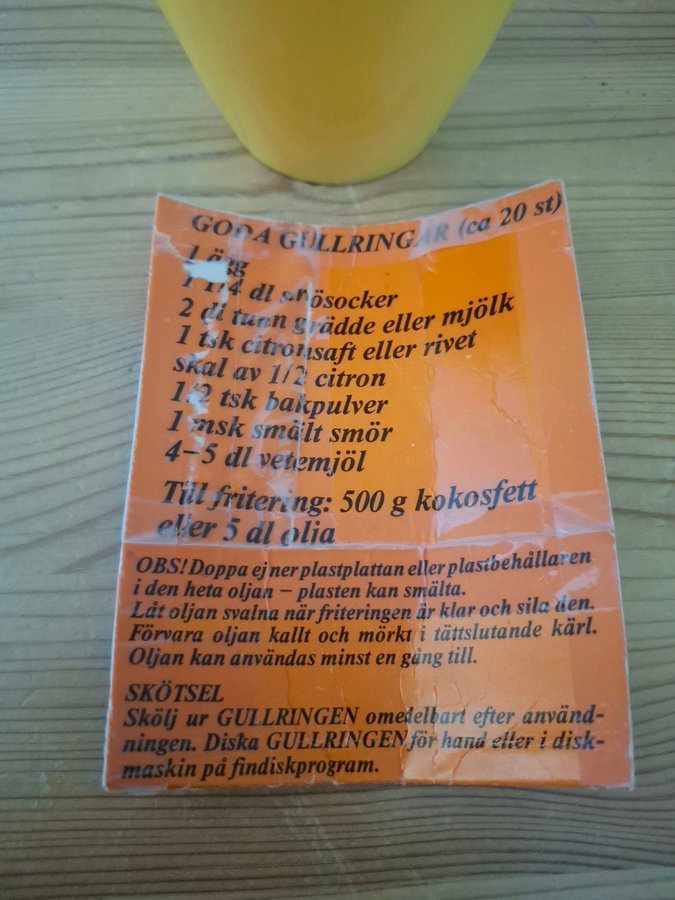 GODA GULLRINGAR (ca 20 st)
1 ägg
1 1/4 dl strösocker
2 dl tunn grädde eller mjölk
1 tsk citronsaft eller rivet
skal av 1/2 citron
1/2 tsk bakpulver
1 msk smält smör
4-5 dl vetemjöl
Till fritering: 500 g kokosfett
eller 5 dl olja
OBS! Doppa ej ner plastplattan eller plastbehållaren
i den heta oljan – plasten kan smälta.
Låt oljan svalna när friteringen är klar och sila den.
Förvara oljan kallt och mörkt i tättslutande kärl.
Oljan kan användas minst en gång till.
SKÖTSEL
Skölj ur GULLRINGEN omedelbart efter använd-
ningen. Diska GULLRINGEN för hand eller i disk-
maskin på findiskprogram.